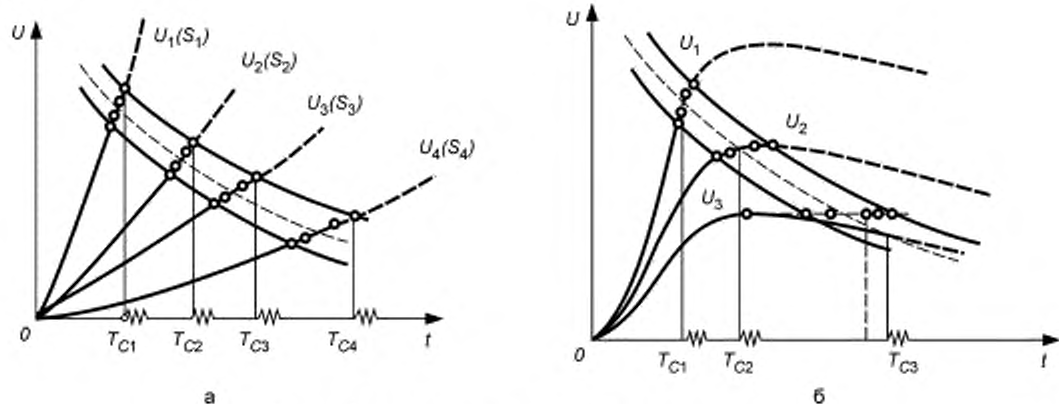 U
U₁(S₁)
U₂(S₂)
U₃(S₃)
U₄(S₄)
0
T_C1
T_C2
T_C3
T_C4
t
а
U
U₁
U₂
U₃
0
T_C1
T_C2
T_C3
t
б